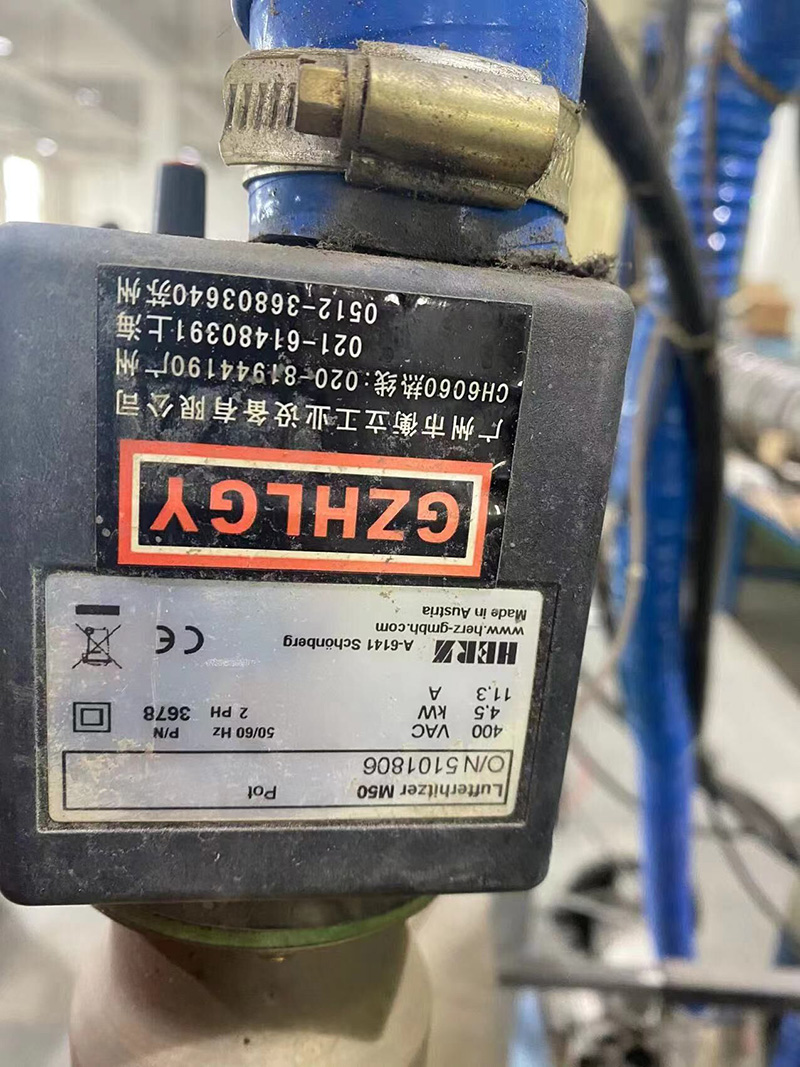 Lufterhitzer M50 Pot
O/N 5101806
400 VAC 50/60 Hz P/N
4.5 kW 2 PH 3678
11.3 A
HERZ A-6141 Schönberg
www.herz-gmbh.com
Made in Austria
CE
GZHLGY
广州市衡立工业设备有限公司
CH6060热线:020-81944190广州
021-61480391上海
0512-36803640苏州